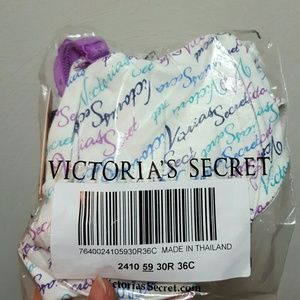 VICTORIA'S SECRET
7640024105930R36C MADE IN THAILAND
2410 59 30R 36C
VictoriasSecret.com